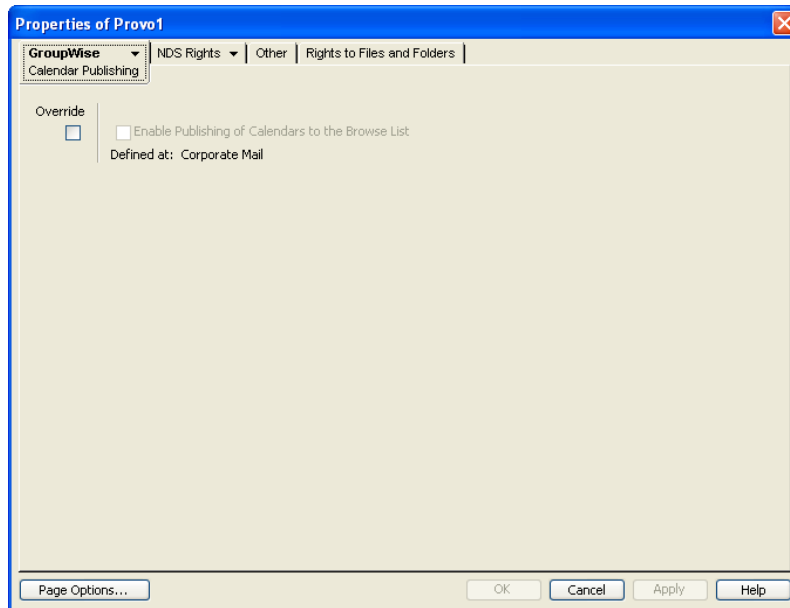 Properties of Provo1
GroupWise NDS Rights Other Rights to Files and Folders
Calendar Publishing
Override
Enable Publishing of Calendars to the Browse List
Defined at: Corporate Mail
Page Options... OK Cancel Apply Help